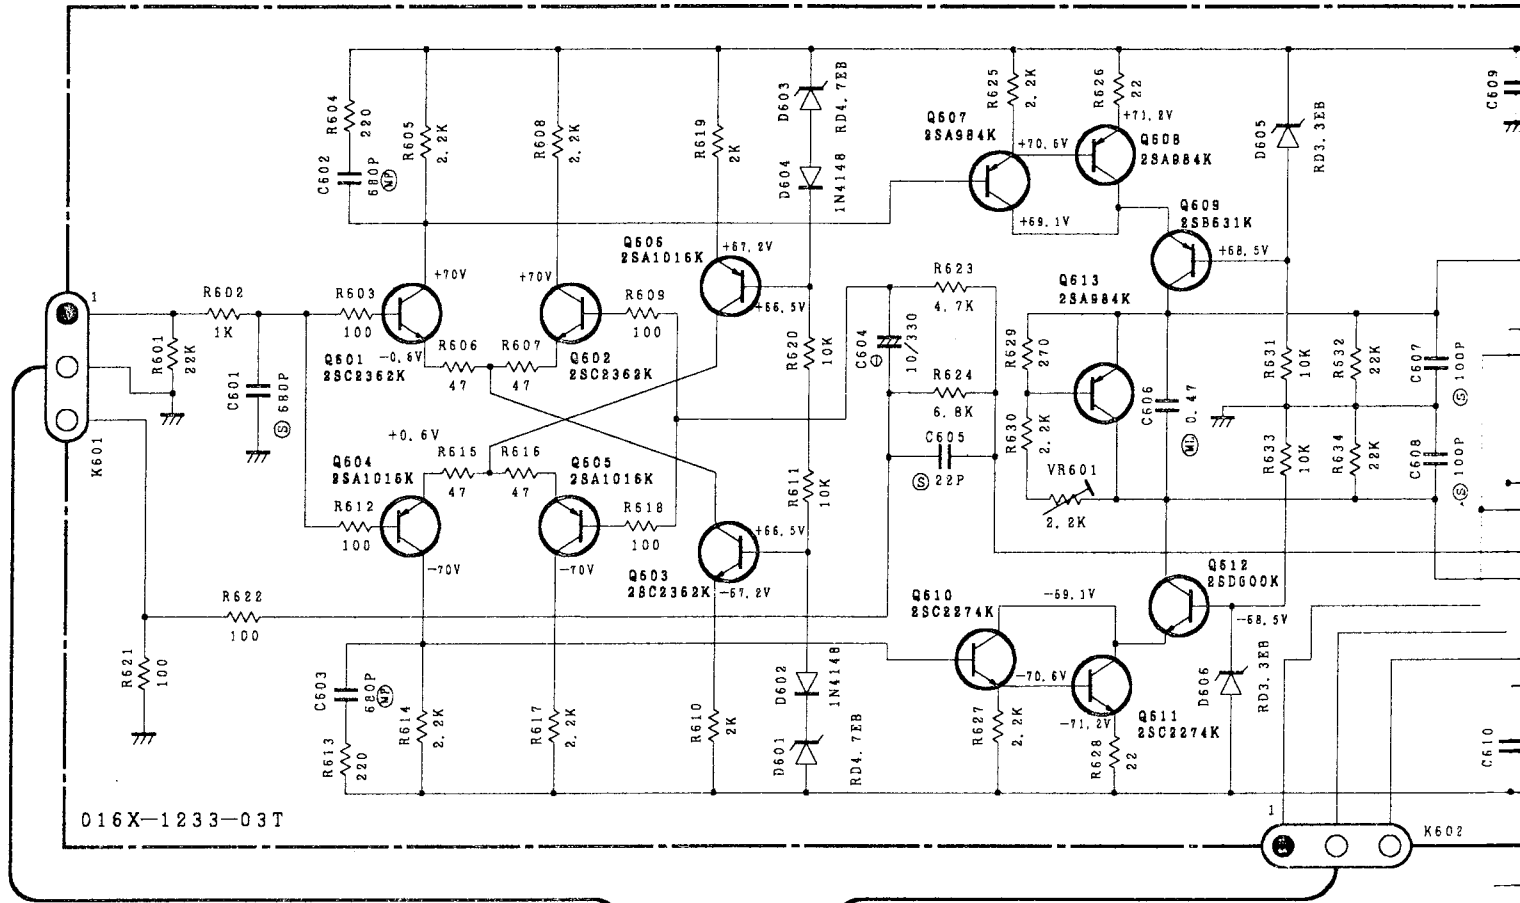 R604
220
C602
680P
MP
R605
2.2K
R608
2.2K
R619
2K
D603
RD4.7EB
D604
1N4148
Q607
2SA984K
R625
2.2K
R626
22
+71.2V
+70.6V
Q608
2SA984K
+69.1V
Q609
2SB631K
+68.5V
D605
RD3.3EB
C609
Q606
2SA1016K
+67.2V
+66.5V
1
R602
1K
R601
22K
C601
S
680P
R603
100
+70V
-0.6V
Q601
2SC2362K
R606
47
R607
47
+70V
Q602
2SC2362K
R609
100
R620
10K
C604
10/330
R623
4.7K
R624
6.8K
C605
S
22P
Q613
2SA984K
R629
270
R630
2.2K
VR601
2.2K
C606
0.47
R631
10K
R632
22K
C607
S
100P
R633
10K
R634
22K
C608
S
100P
K601
+0.6V
Q604
2SA1016K
R615
47
R616
47
Q605
2SA1016K
R612
100
-70V
-70V
R618
100
R611
10K
+66.5V
Q603
2SC2362K
-67.2V
R622
100
R621
100
C603
680P
MP
R613
220
R614
2.2K
R617
2.2K
R610
2K
D602
1N4148
D601
RD4.7EB
Q610
2SC2274K
-69.1V
-70.6V
-71.2V
R627
2.2K
R628
22
Q611
2SC2274K
Q612
2SD600K
-68.5V
D606
RD3.3EB
C610
016X-1233-03T
1
K602